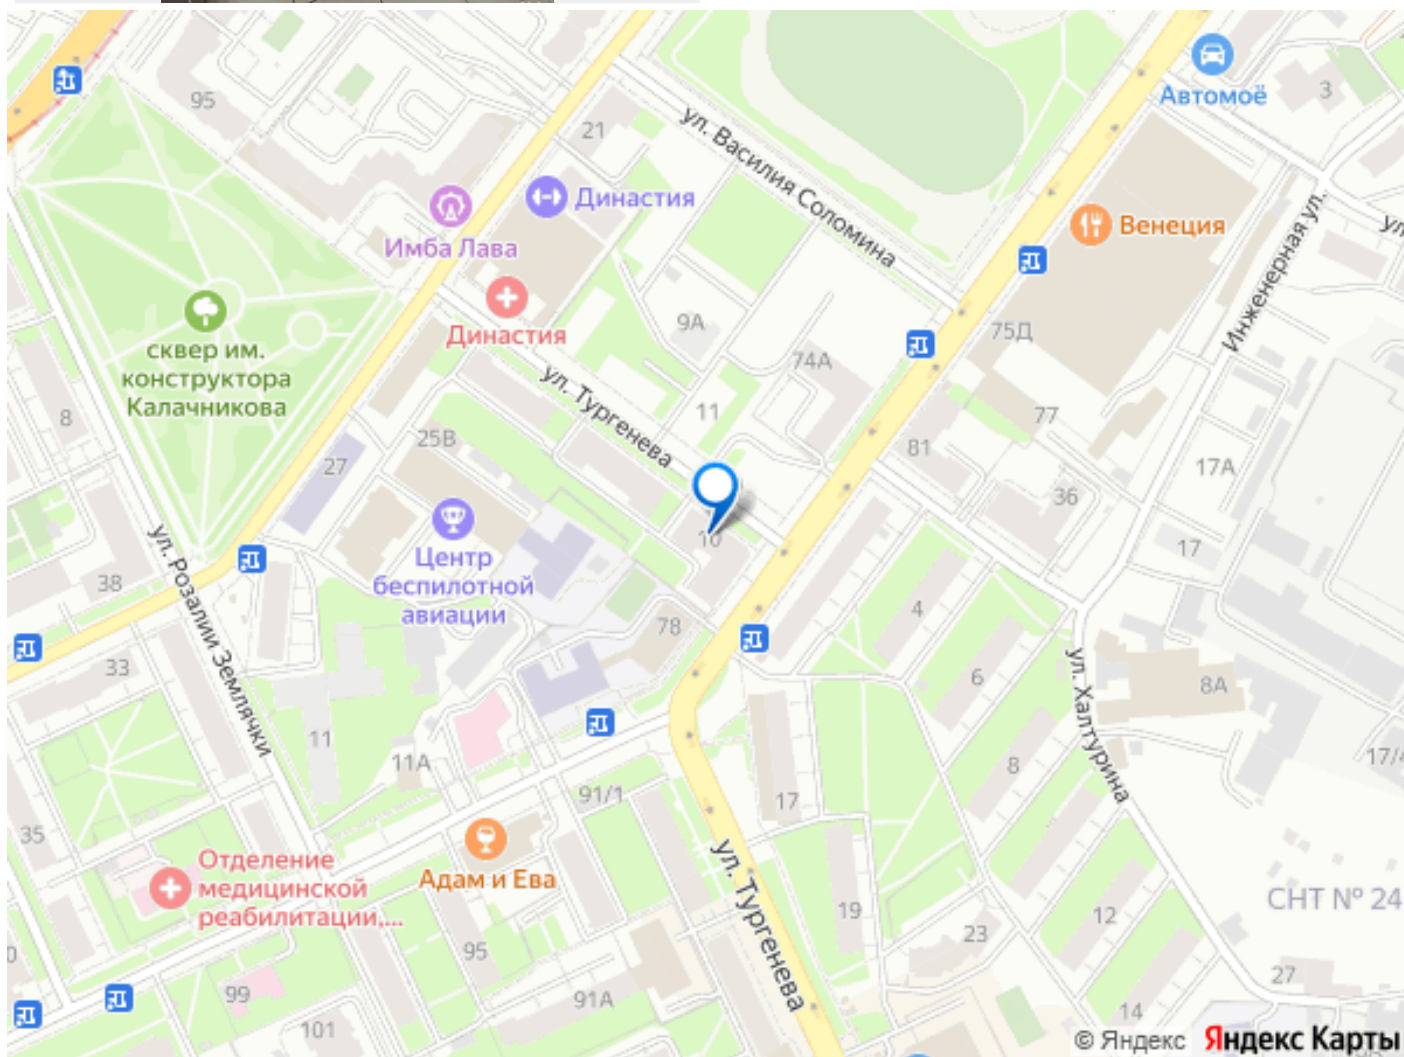 95
21
ул. Василия Соломина
Автомоё
3
Династия
Имба Лава
Венеция
Инженерная ул.
ул
сквер им.
конструктора
Калачникова
Династия
9А
74А
75Д
8
ул. Тургенева
11
77
81
25В
27
17А
36
10
17
Центр
беспилотной
авиации
38
ул. Розалии Землячки
4
78
33
6
8А
ул. Халтурина
11
11А
8
17/4
91/1
17
35
Отделение
медицинской
реабилитации,...
Адам и Ева
ул. Тургенева
19
12
СНТ № 24
23
0
95
99
91А
27
101
14
© Яндекс Яндекс Карты